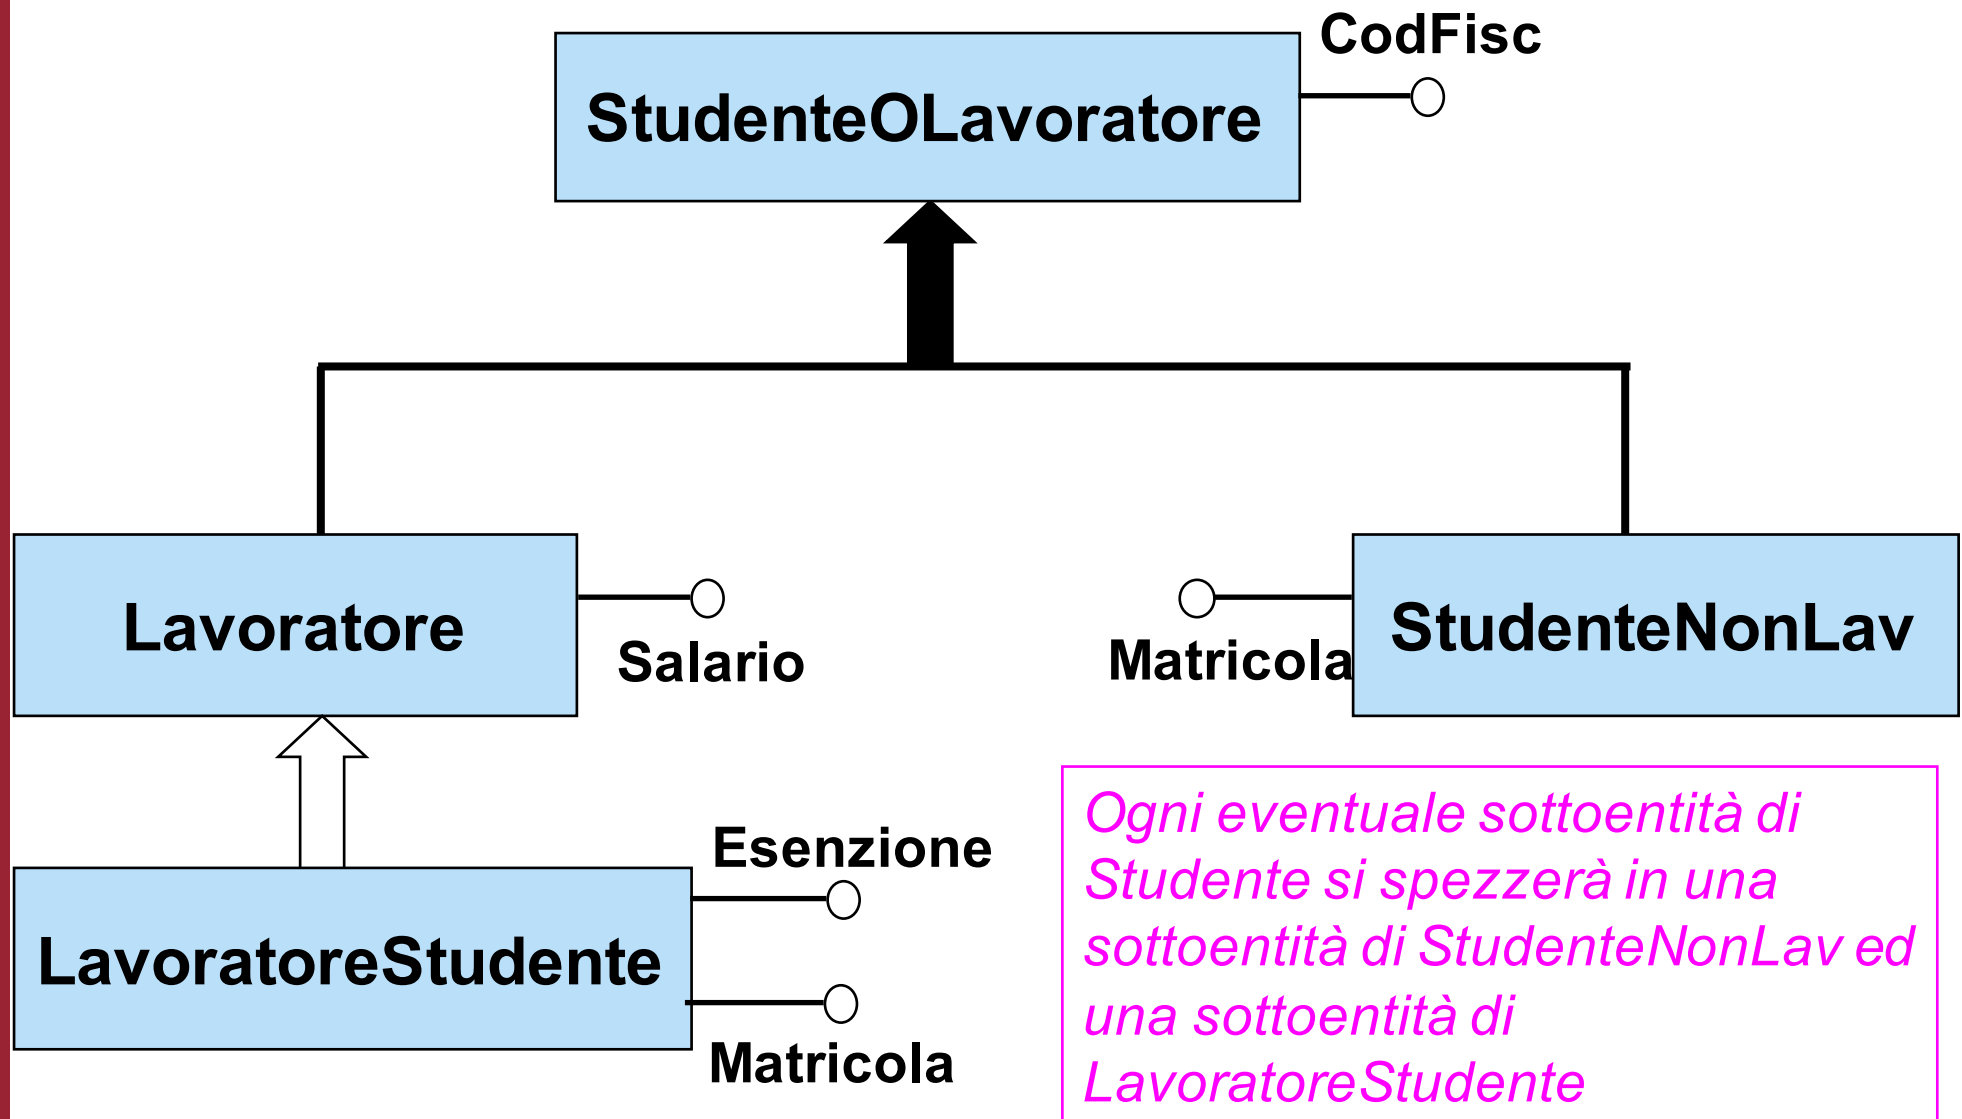 CodFisc
StudenteOLavoratore
Lavoratore
Salario
Matricola
StudenteNonLav
Esenzione
LavoratoreStudente
Matricola
Ogni eventuale sottoentità di
Studente si spezzerà in una
sottoentità di StudenteNonLav ed
una sottoentità di
LavoratoreStudente